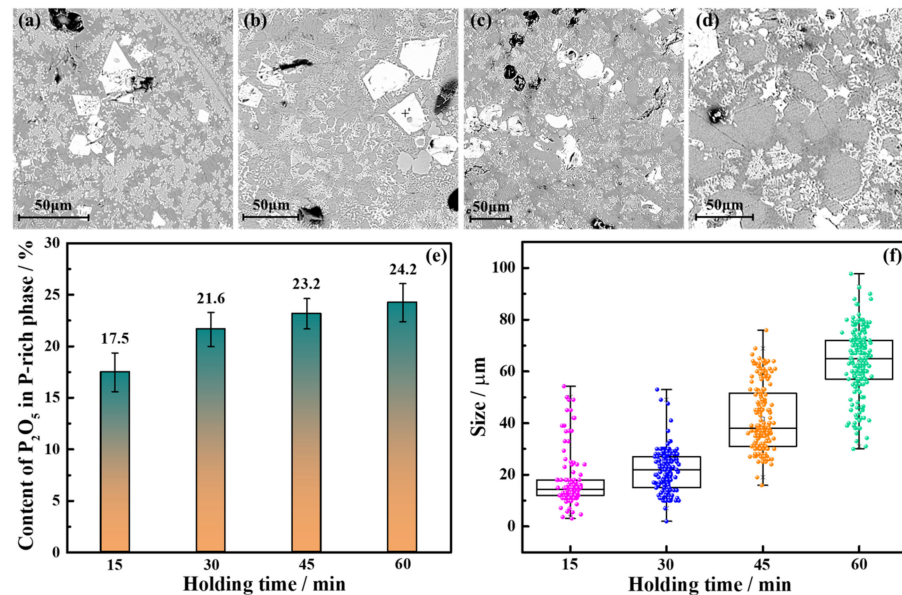 (a)
(b)
(c)
(d)
50μm
50μm
50μm
50μm
(e)
Content of P2O5 in P-rich phase / %
30
25
20
15
10
5
0
17.5
21.6
23.2
24.2
15
30
45
60
Holding time / min
(f)
Size / μm
100
80
60
40
20
0
15
30
45
60
Holding time / min